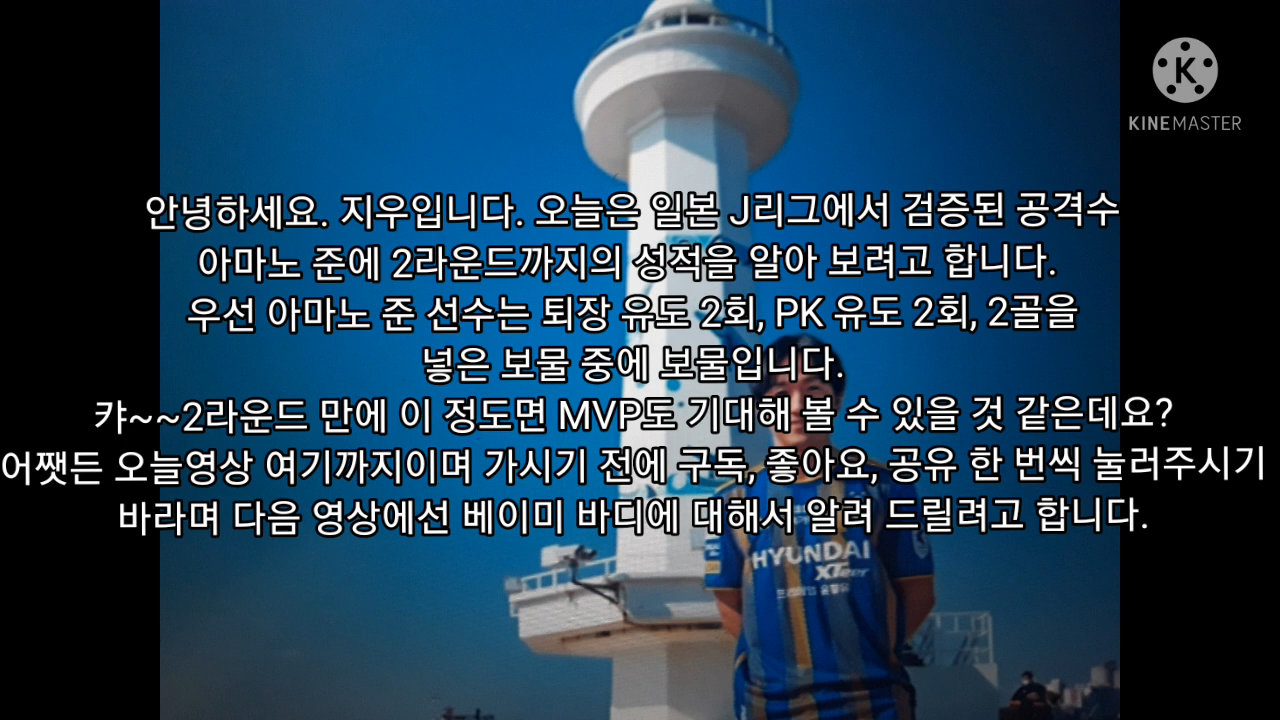 KINEMASTER
안녕하세요. 지우입니다. 오늘은 일본 J리그에서 검증된 공격수
아마노 준에 2라운드까지의 성적을 알아 보려고 합니다.
우선 아마노 준 선수는 퇴장 유도 2회, PK 유도 2회, 2골을
넣은 보물 중에 보물입니다.
캬~~2라운드 만에 이 정도면 MVP도 기대해 볼 수 있을 것 같은데요?
어쨋든 오늘영상 여기까지이며 가시기 전에 구독, 좋아요, 공유 한 번씩 눌러주시기
바라며 다음 영상에선 베이미 바디에 대해서 알려 드릴려고 합니다.
HYUNDAI
XTeer